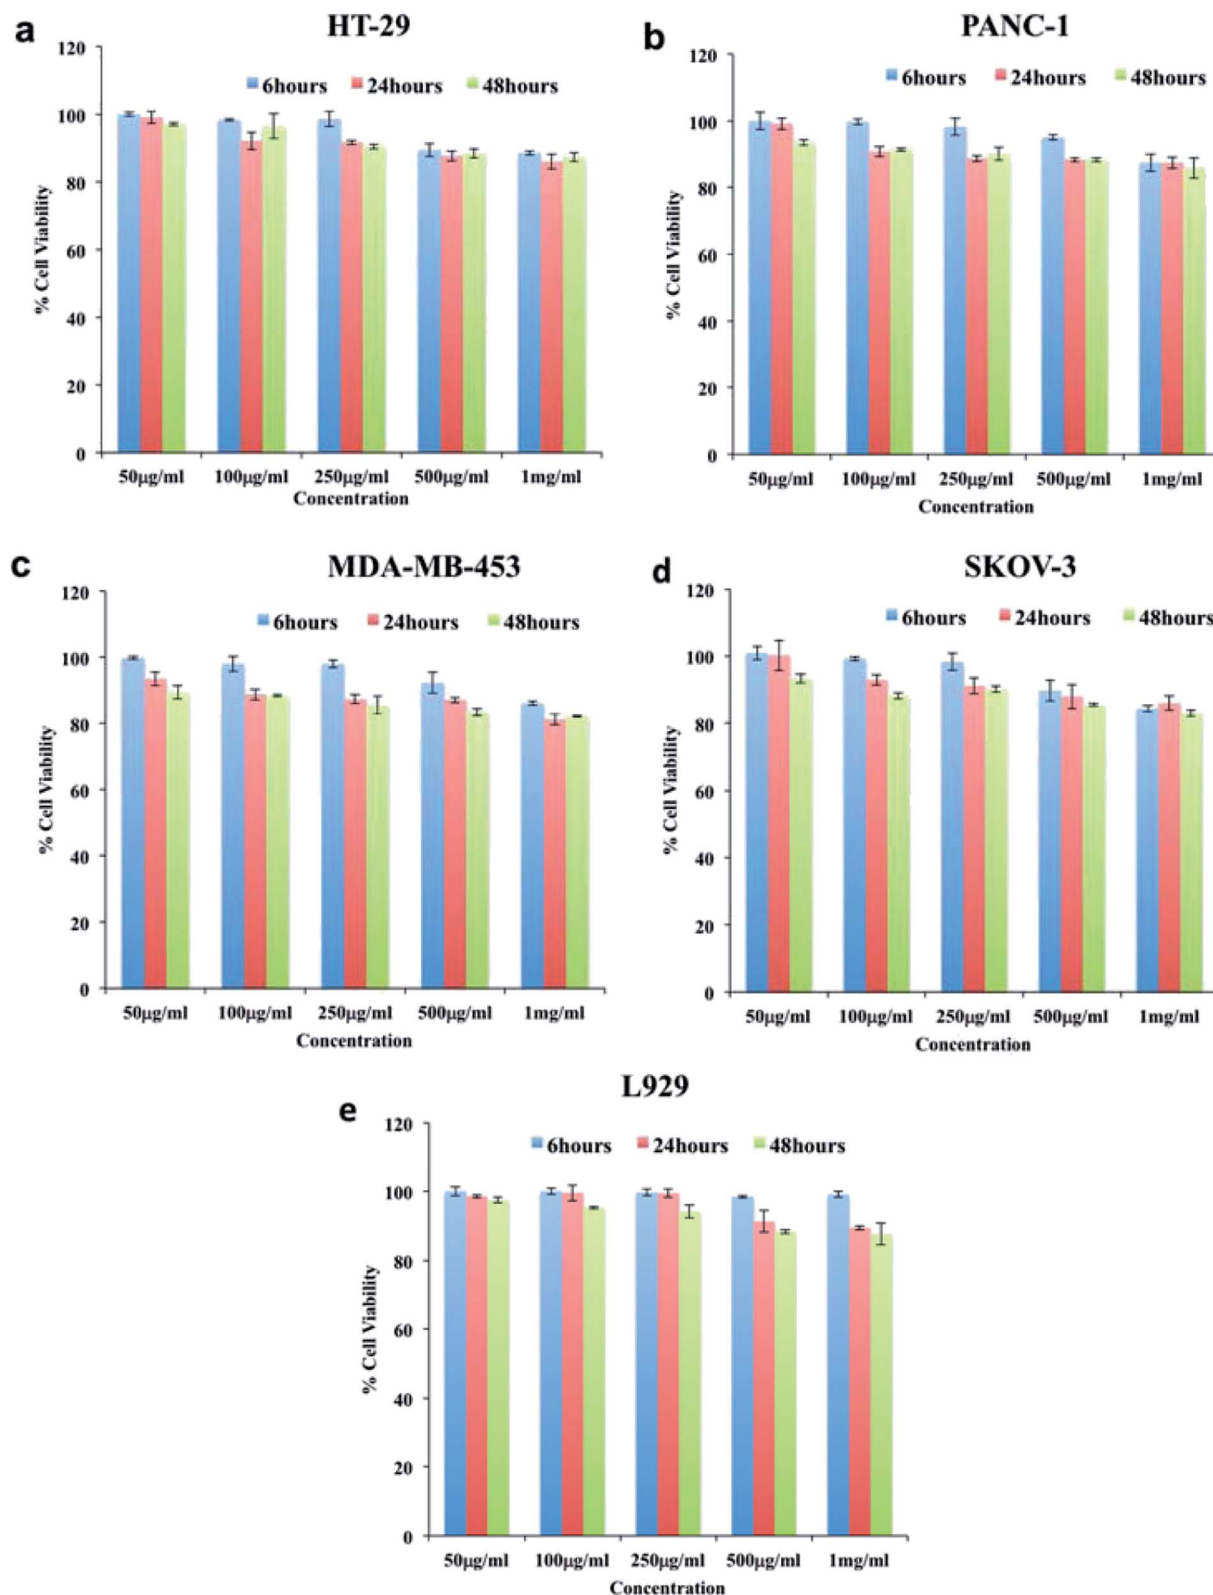 a
HT-29
120
6hours 24hours 48hours
100
80
60
40
20
0
% Cell Viability
50µg/ml 100µg/ml 250µg/ml 500µg/ml 1mg/ml
Concentration
b
PANC-1
120
6hours 24hours 48hours
100
80
60
40
20
0
% Cell Viability
50µg/ml 100µg/ml 250µg/ml 500µg/ml 1mg/ml
Concentration
c
MDA-MB-453
120
6hours 24hours 48hours
100
80
60
40
20
0
% Cell Viability
50µg/ml 100µg/ml 250µg/ml 500µg/ml 1mg/ml
Concentration
d
SKOV-3
120
6hours 24hours 48hours
100
80
60
40
20
0
% Cell Viability
50µg/ml 100µg/ml 250µg/ml 500µg/ml 1mg/ml
Concentration
e
L929
120
6hours 24hours 48hours
100
80
60
40
20
0
% Cell Viability
50µg/ml 100µg/ml 250µg/ml 500µg/ml 1mg/ml
Concentration